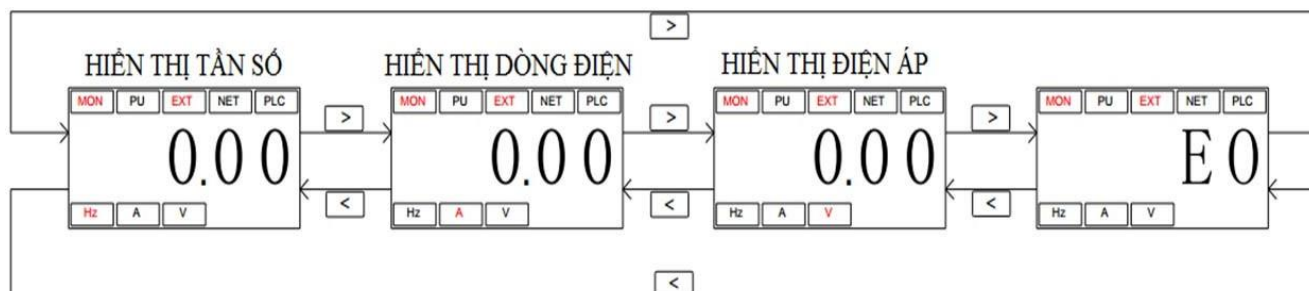 >
HIỂN THỊ TẦN SỐ HIỂN THỊ DÒNG ĐIỆN HIỂN THỊ ĐIỆN ÁP
MON PU EXT NET PLC MON PU EXT NET PLC MON PU EXT NET PLC MON PU EXT NET PLC
> > >
0.00 0.00 0.00 E0
< < <
Hz A V Hz A V Hz A V Hz A V
<